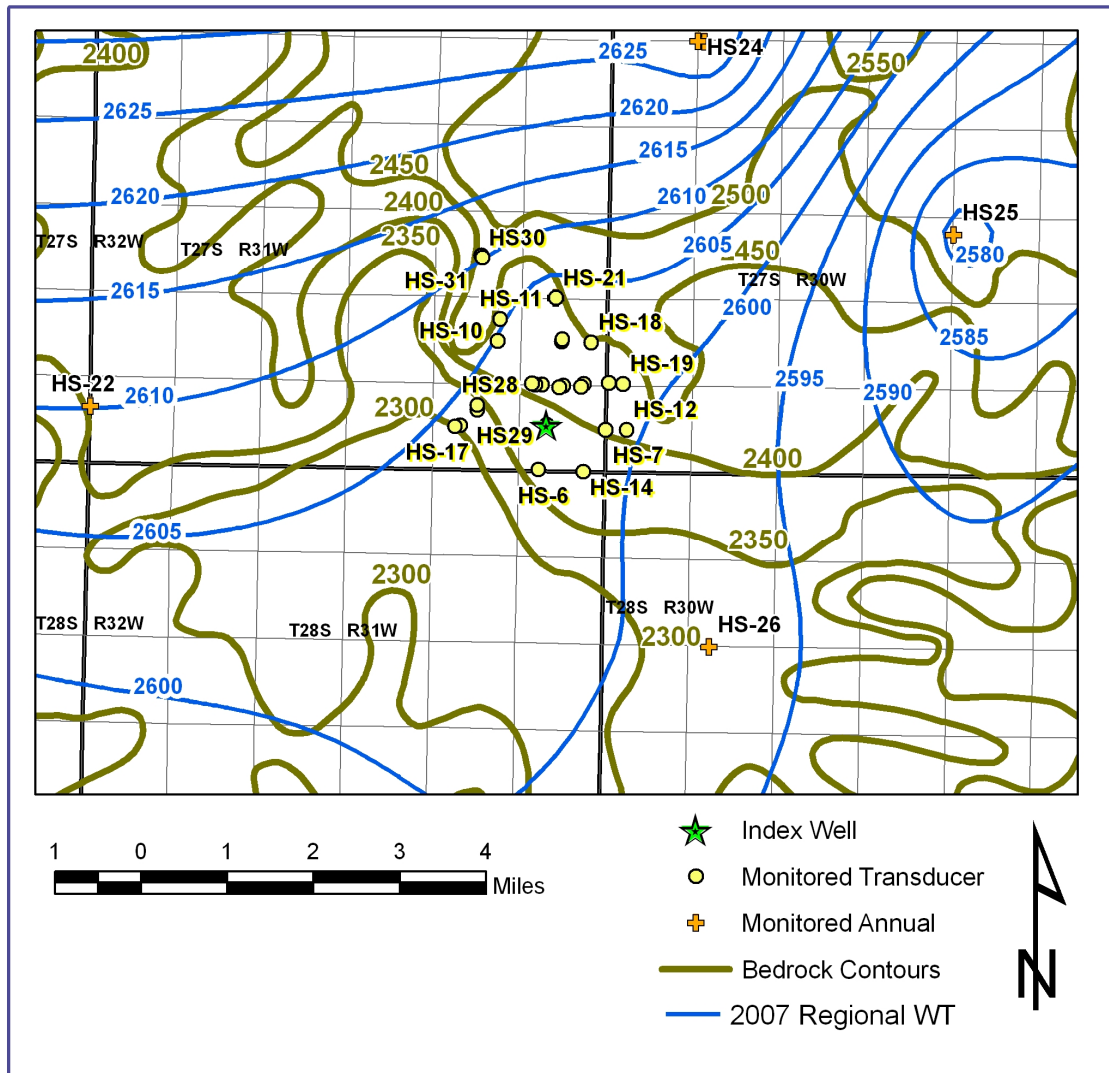 2400
2625
HS24
2550
2625
2620
2615
2450
2620
2610
2500
2400
HS25
2350
HS30
2605
2580
T27S R32W
T27S R31W
2450
T27S R30W
HS-31
HS-21
2615
HS-11
2600
HS-10
HS-18
2585
HS-19
2595
HS-22
2610
HS28
2590
2300
HS-12
HS29
HS-17
HS-7
2400
HS-6
HS-14
2605
2350
2300
T28S R30W
T28S R32W
T28S R31W
HS-26
2300
2600
1 0 1 2 3 4
Miles
Index Well
Monitored Transducer
Monitored Annual
Bedrock Contours
2007 Regional WT
N